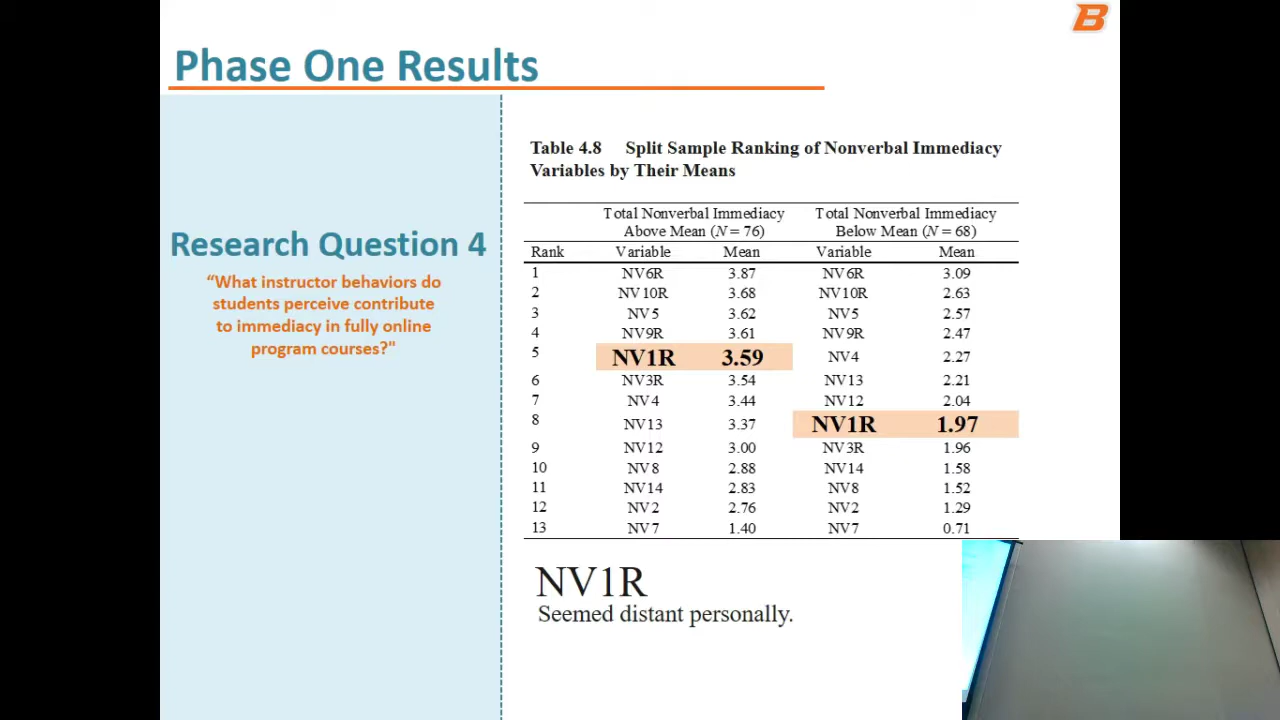 B
Phase One Results
Research Question 4
“What instructor behaviors do
students perceive contribute
to immediacy in fully online
program courses?"
Table 4.8 Split Sample Ranking of Nonverbal Immediacy
Variables by Their Means
Total Nonverbal Immediacy Total Nonverbal Immediacy
Above Mean (N = 76) Below Mean (N = 68)
Rank Variable Mean Variable Mean
1 NV6R 3.87 NV6R 3.09
2 NV10R 3.68 NV10R 2.63
3 NV5 3.62 NV5 2.57
4 NV9R 3.61 NV9R 2.47
5 NV1R 3.59 NV4 2.27
6 NV3R 3.54 NV13 2.21
7 NV4 3.44 NV12 2.04
8 NV13 3.37 NV1R 1.97
9 NV12 3.00 NV3R 1.96
10 NV8 2.88 NV14 1.58
11 NV14 2.83 NV8 1.52
12 NV2 2.76 NV2 1.29
13 NV7 1.40 NV7 0.71
NV1R
Seemed distant personally.